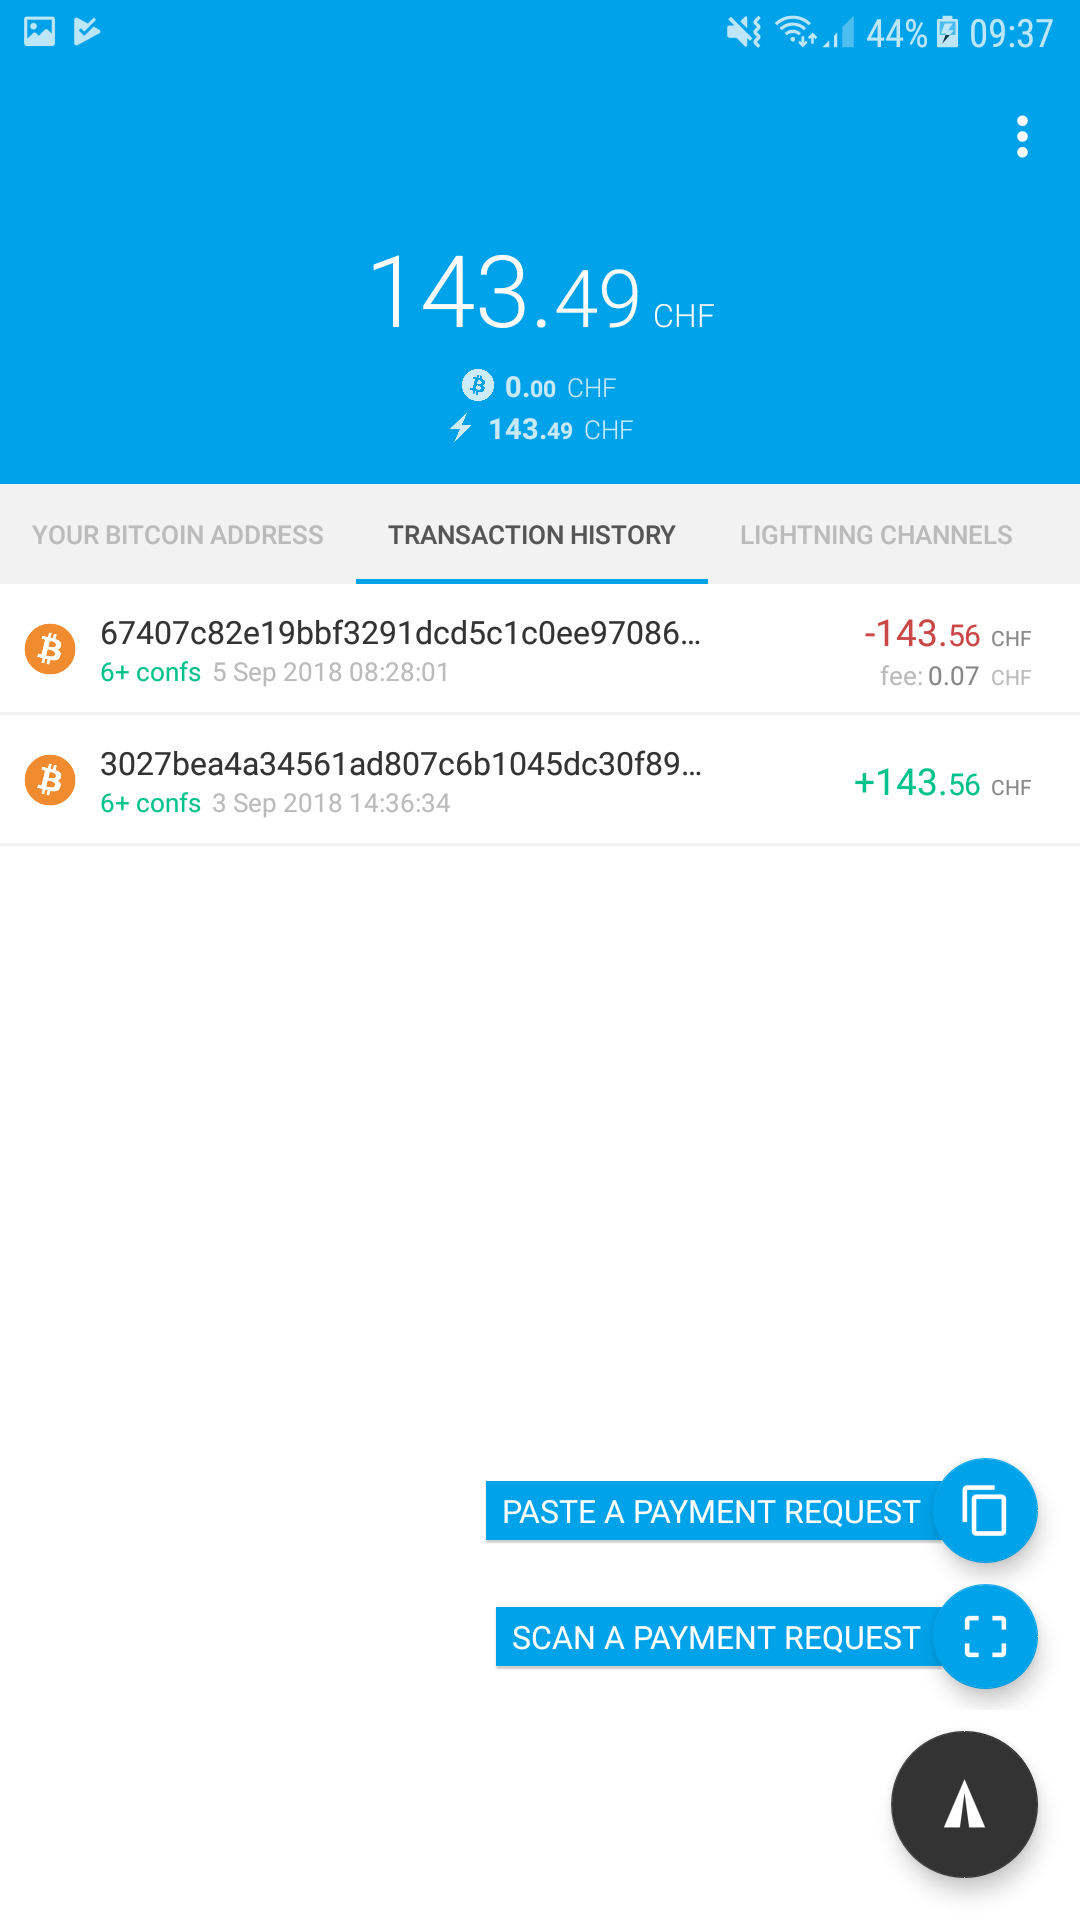 44% 09:37
143.49 CHF
0.00 CHF
143.49 CHF
YOUR BITCOIN ADDRESS TRANSACTION HISTORY LIGHTNING CHANNELS
67407c82e19bbf3291dcd5c1c0ee97086... -143.56 CHF
6+ confs 5 Sep 2018 08:28:01 fee: 0.07 CHF
3027bea4a34561ad807c6b1045dc30f89... +143.56 CHF
6+ confs 3 Sep 2018 14:36:34
PASTE A PAYMENT REQUEST
SCAN A PAYMENT REQUEST